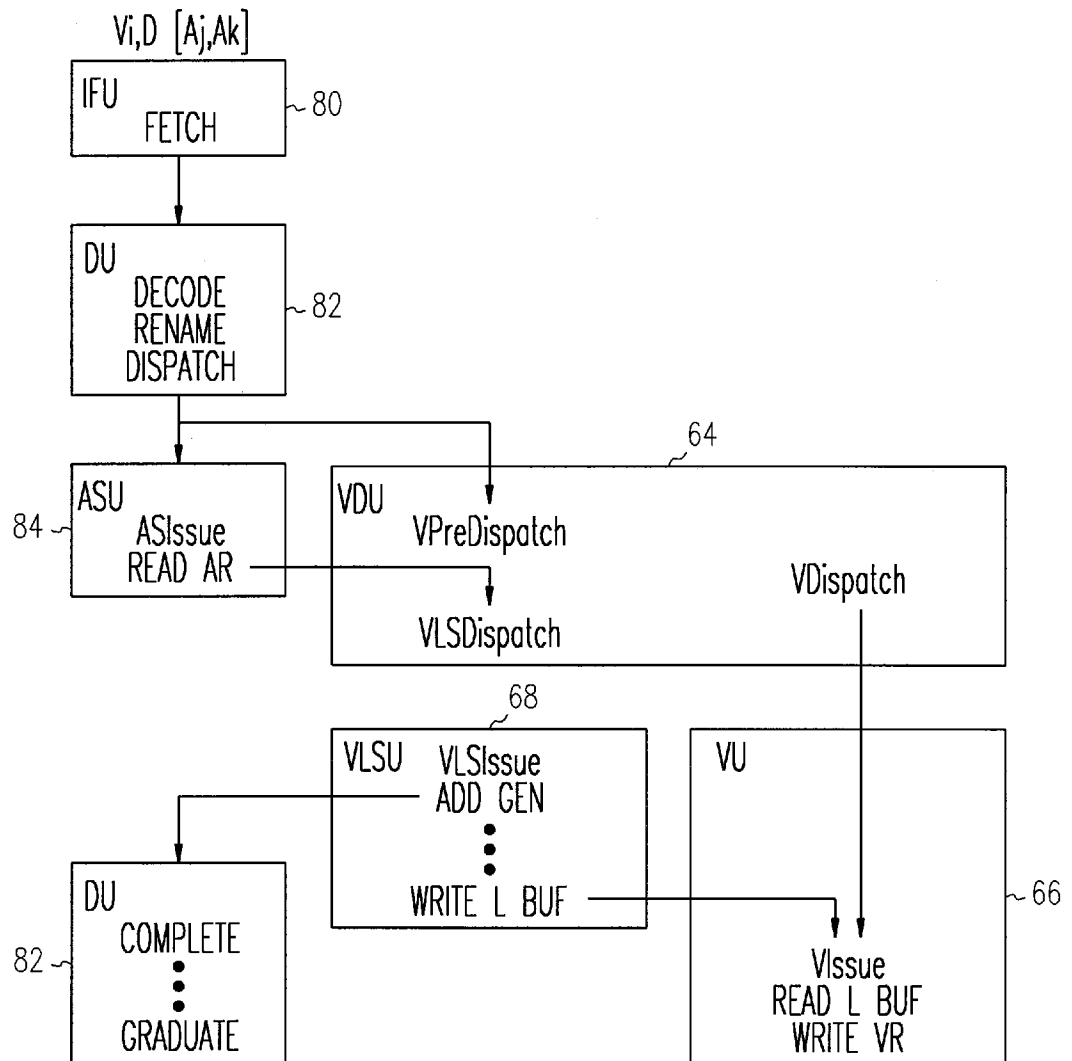 Vi,D [Aj,Ak]
IFU
FETCH
80
DU
DECODE
RENAME
DISPATCH
82
64
ASU
ASIssue
READ AR
84
VDU
VPreDispatch
VLSDispatch
VDispatch
68
VLSU
VLSIssue
ADD GEN
WRITE L BUF
VU
66
VIssue
READ L BUF
WRITE VR
DU
COMPLETE
GRADUATE
82